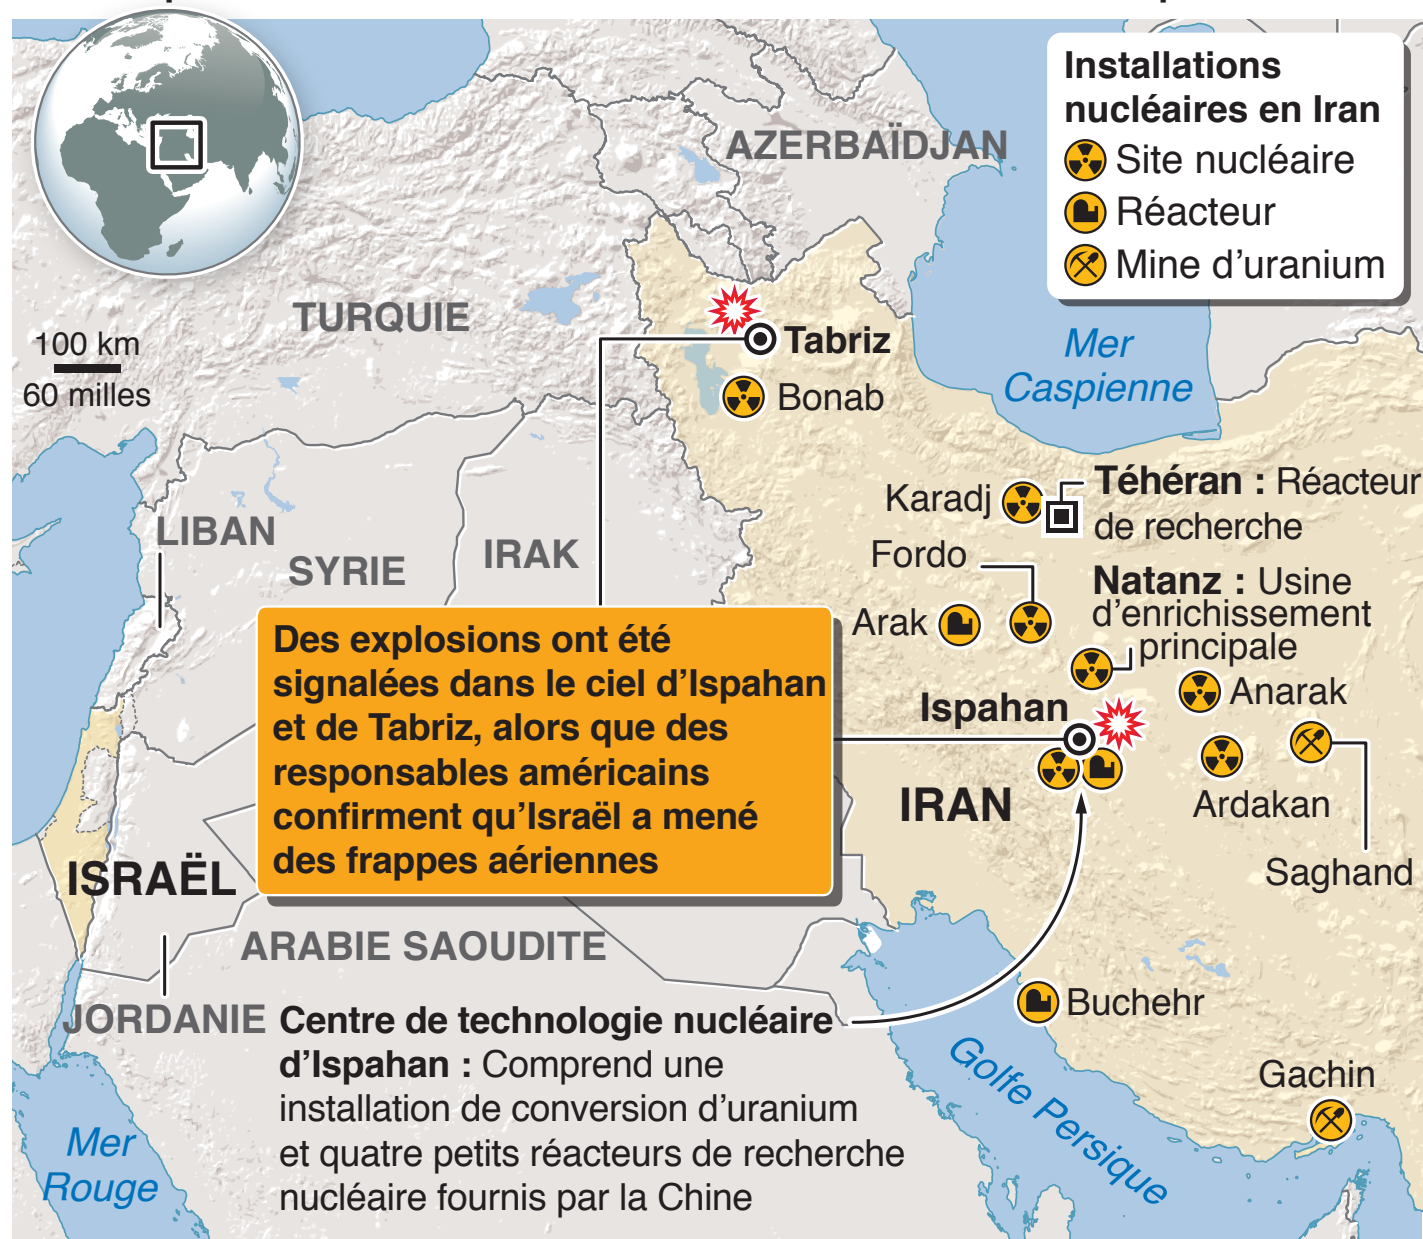 Installations
nucléaires en Iran
Site nucléaire
Réacteur
Mine d’uranium
AZERBAÏDJAN
TURQUIE
100 km
60 milles
Mer
Caspienne
Tabriz
Bonab
Karadj
Téhéran : Réacteur
de recherche
LIBAN
SYRIE
IRAK
Fordo
Natanz : Usine
d’enrichissement
principale
Arak
Des explosions ont été
signalées dans le ciel d’Ispahan
et de Tabriz, alors que des
responsables américains
confirment qu’Israël a mené
des frappes aériennes
Ispahan
Anarak
IRAN
Ardakan
Saghand
ISRAËL
ARABIE SAOUDITE
JORDANIE
Centre de technologie nucléaire
d’Ispahan : Comprend une
installation de conversion d’uranium
et quatre petits réacteurs de recherche
nucléaire fournis par la Chine
Buchehr
Golfe Persique
Gachin
Mer
Rouge